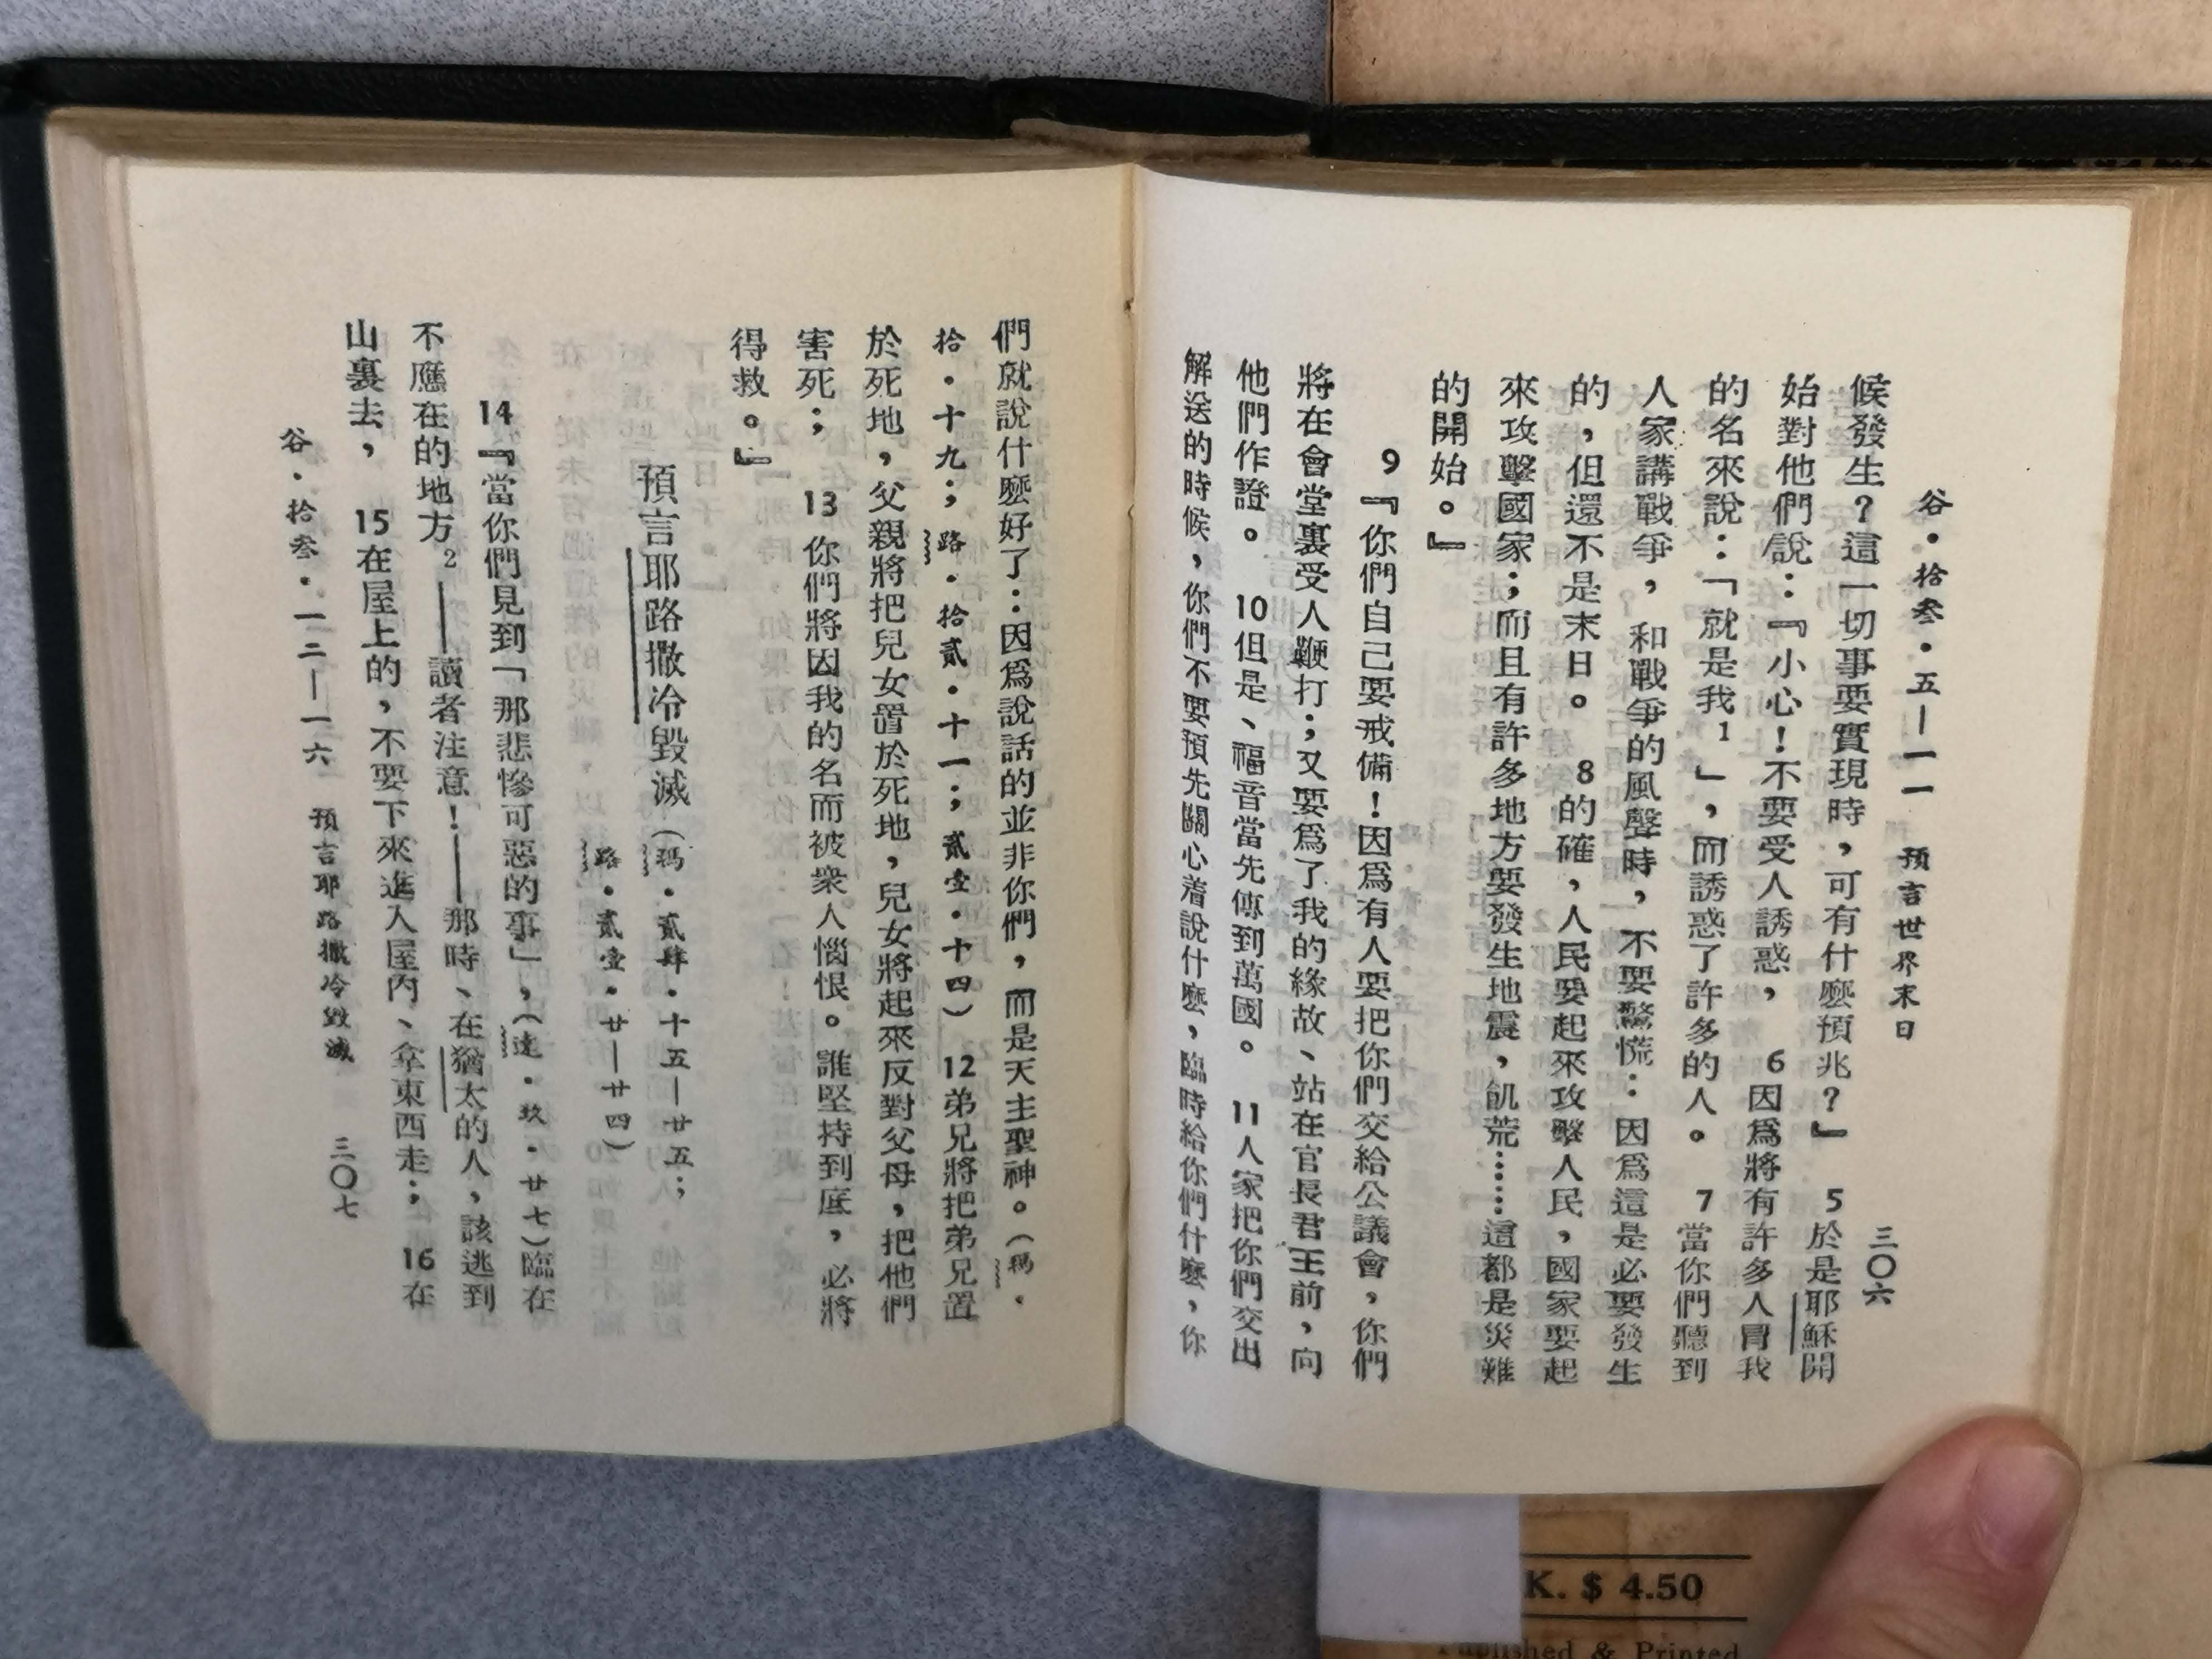 谷·拾叁·五—一一 預言世界末日 三〇六
候發生？這一切事要實現時，可有什麼預兆？』 5於是耶穌開
始對他們說：『小心！不要受人誘惑， 6因爲將有許多人冒我
的名來說：「就是我1」，而誘惑了許多的人。 7當你們聽到
人家講戰爭，和戰爭的風聲時，不要驚慌：因爲這是必要發生
的，但還不是末日。 8的確，人民要起來攻擊人民，國家要起
來攻擊國家；而且有許多地方要發生地震，飢荒……這都是災難
的開始。』
9『你們自己要戒備！因爲有人要把你們交給公議會，你們
將在會堂裏受人鞭打；又要爲了我的緣故、站在官長君王前，向
他們作證。 10但是、福音當先傳到萬國。 11人家把你們交出
解送的時候，你們不要預先關心着說什麼，臨時給你們什麼，你
們就說什麼好了：因爲說話的並非你們，而是天主聖神。（瑪·
拾·十九；路·拾貳·十一；貳壹·十四） 12弟兄將把弟兄置
於死地，父親將把兒女置於死地，兒女將起來反對父母，把他們
害死； 13你們將因我的名而被衆人惱恨。誰堅持到底，必將
得救。』
預言耶路撒冷毀滅（瑪·貳肆·十五—廿五；
路·貳壹·廿—廿四）
14『當你們見到「那悲慘可惡的事」，（達·玖·廿七）臨在
不應在的地方2——讀者注意！——那時、在猶太的人，該逃到
山裏去， 15在屋上的，不要下來進入屋內、拿東西走； 16在
谷·拾叁·一二—一六 預言耶路撒冷毀滅 三〇七
K. $ 4.50
Published & Printed